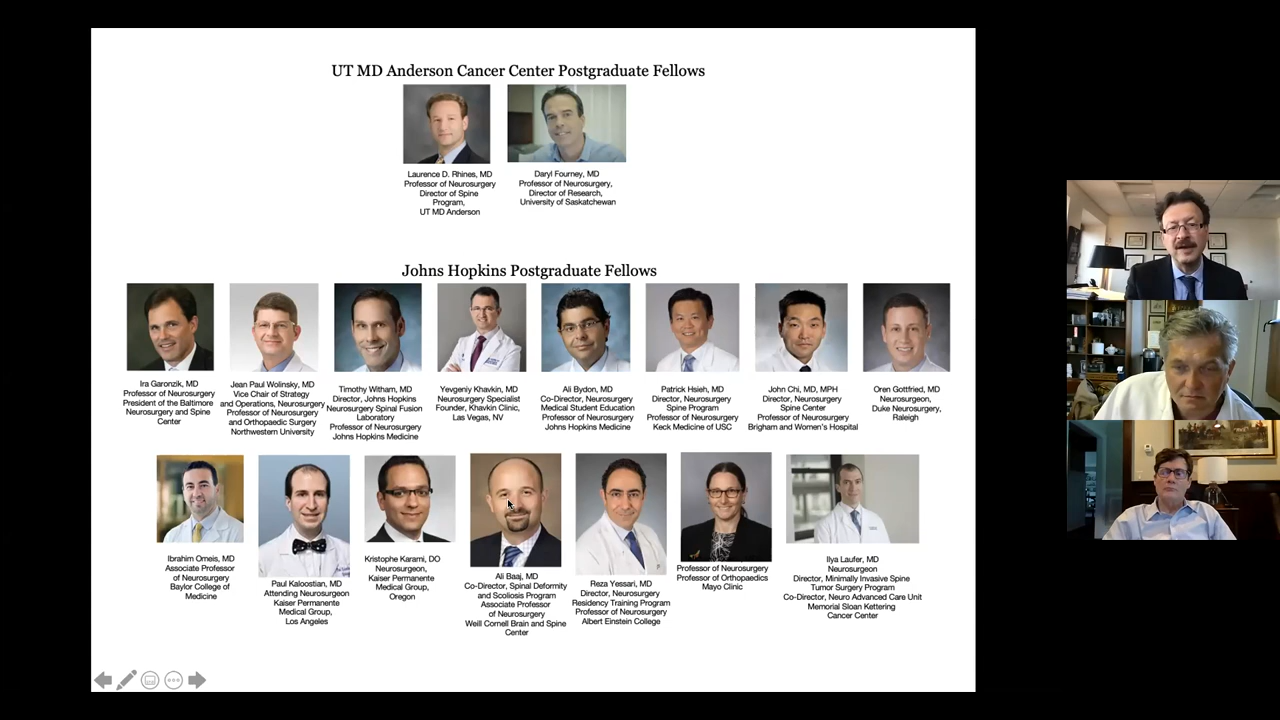 UT MD Anderson Cancer Center Postgraduate Fellows
Laurence D. Rhines, MD
Professor of Neurosurgery
Director of Spine
Program,
UT MD Anderson
Daryl Fourney, MD
Professor of Neurosurgery,
Director of Research,
University of Saskatchewan
Johns Hopkins Postgraduate Fellows
Ira Garonzik, MD
Professor of Neurosurgery
President of the Baltimore
Neurosurgery and Spine
Center
Jean Paul Wolinsky, MD
Vice Chair of Strategy
and Operations, Neurosurgery
Professor of Neurosurgery
and Orthopaedic Surgery
Northwestern University
Timothy Witham, MD
Director, Johns Hopkins
Neurosurgery Spinal Fusion
Laboratory
Professor of Neurosurgery
Johns Hopkins Medicine
Yevgeniy Khavkin, MD
Neurosurgery Specialist
Founder, Khavkin Clinic,
Las Vegas, NV
Ali Bydon, MD
Co-Director, Neurosurgery
Medical Student Education
Professor of Neurosurgery
Johns Hopkins Medicine
Patrick Hsieh, MD
Director, Neurosurgery
Spine Program
Professor of Neurosurgery
Keck Medicine of USC
John Chi, MD, MPH
Director, Neurosurgery
Spine Center
Professor of Neurosurgery
Brigham and Women's Hospital
Oren Gottfried, MD
Neurosurgeon,
Duke Neurosurgery,
Raleigh
Ibrahim Omeis, MD
Associate Professor
of Neurosurgery
Baylor College of
Medicine
Paul Kaloostian, MD
Attending Neurosurgeon
Kaiser Permanente
Medical Group,
Los Angeles
Kristophe Karami, DO
Neurosurgeon,
Kaiser Permanente
Medical Group,
Oregon
Ali Baaj, MD
Co-Director, Spinal Deformity
and Scoliosis Program
Associate Professor
of Neurosurgery
Weill Cornell Brain and Spine
Center
Reza Yessari, MD
Director, Neurosurgery
Residency Training Program
Professor of Neurosurgery
Albert Einstein College
Professor of Neurosurgery
Professor of Orthopaedics
Mayo Clinic
Ilya Laufer, MD
Neurosurgeon
Director, Minimally Invasive Spine
Tumor Surgery Program
Co-Director, Neuro Advanced Care Unit
Memorial Sloan Kettering
Cancer Center